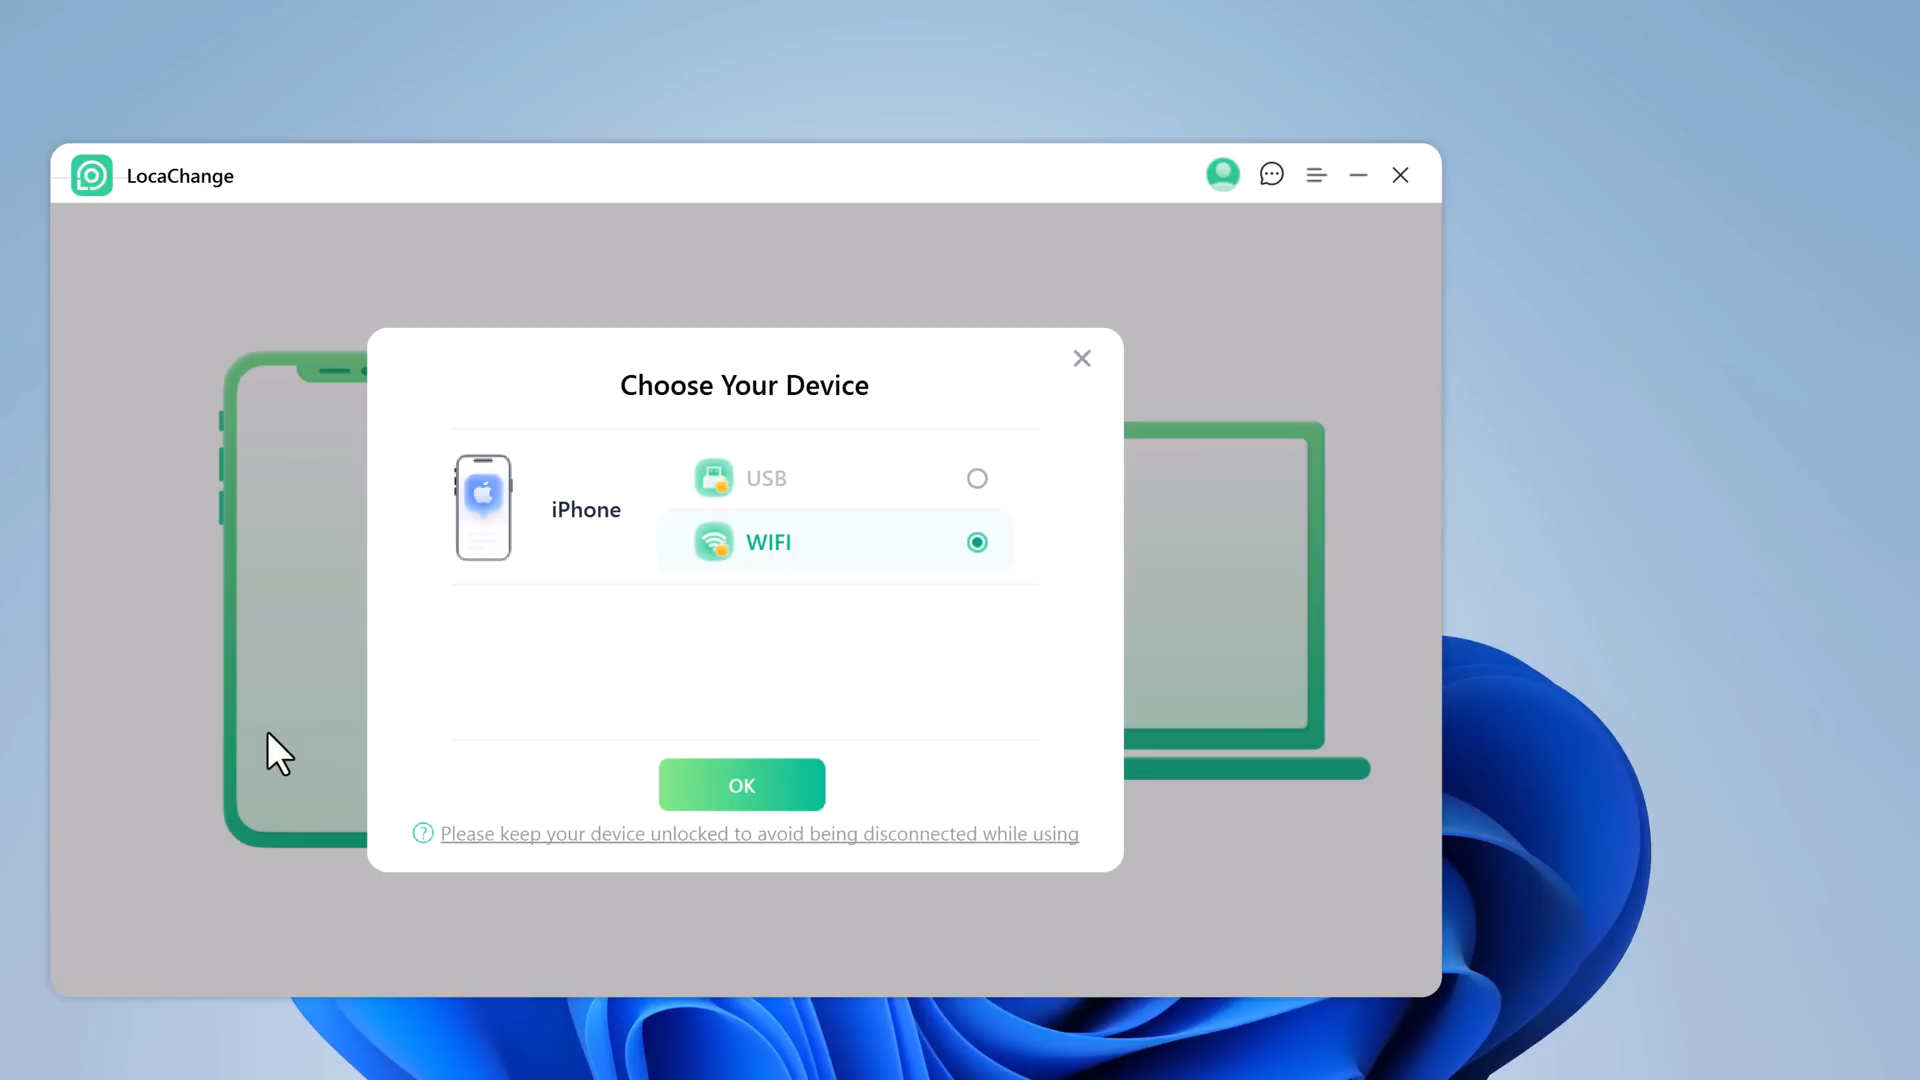 LocaChange
Choose Your Device
USB
iPhone
WIFI
OK
Please keep your device unlocked to avoid being disconnected while using